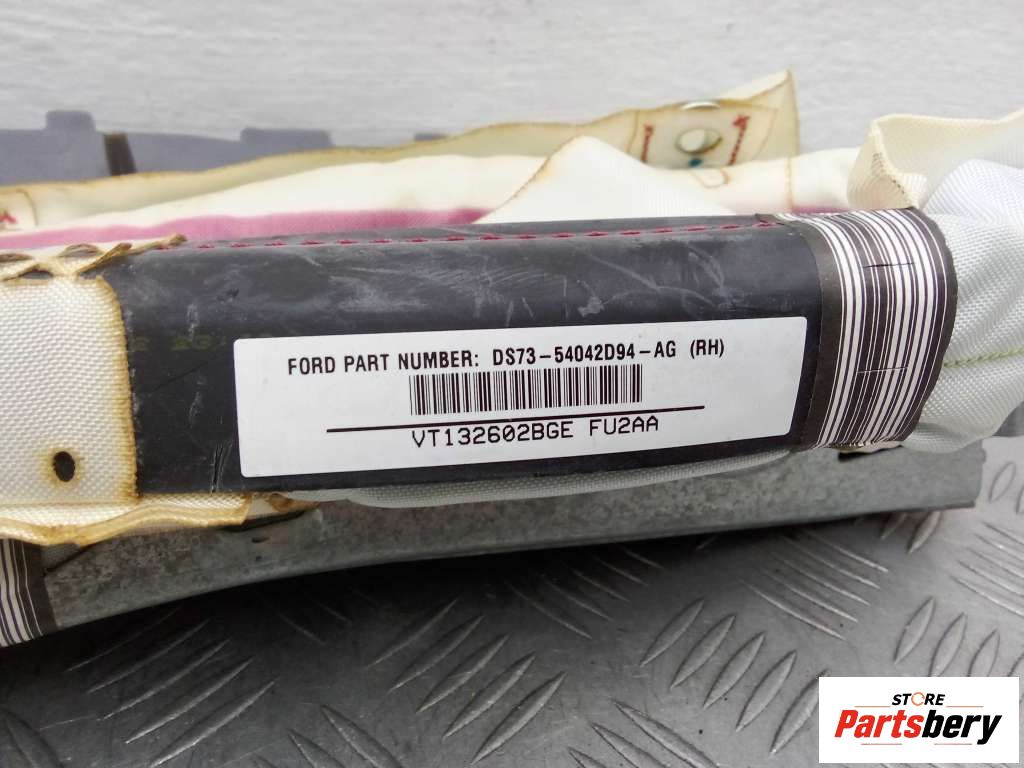 FORD PART NUMBER: DS73-54042D94-AG (RH)
VT132602BGE FU2AA
STORE
Partsbery